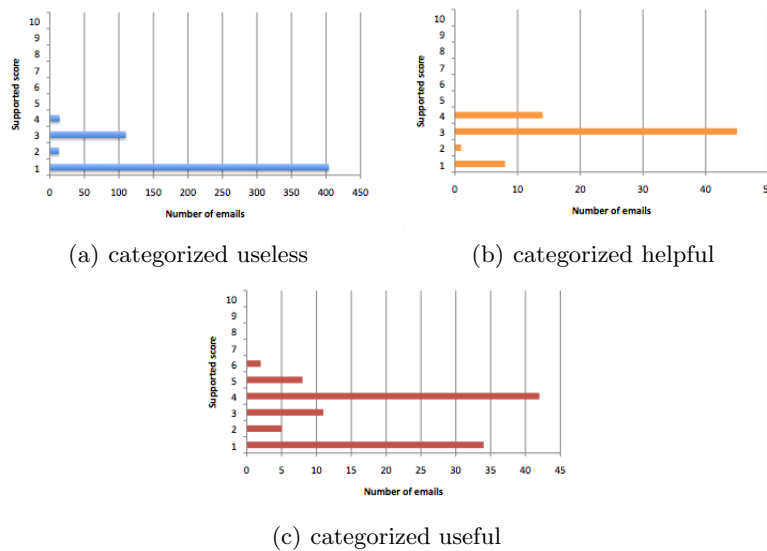 Supported score
10
9
8
7
6
5
4
3
2
1
0 50 100 150 200 250 300 350 400 450
Number of emails
(a) categorized useless
Supported score
10
9
8
7
6
5
4
3
2
1
0 10 20 30 40
Number of emails
(b) categorized helpful
Supported score
10
9
8
7
6
5
4
3
2
1
0 5 10 15 20 25 30 35 40 45
Number of emails
(c) categorized useful